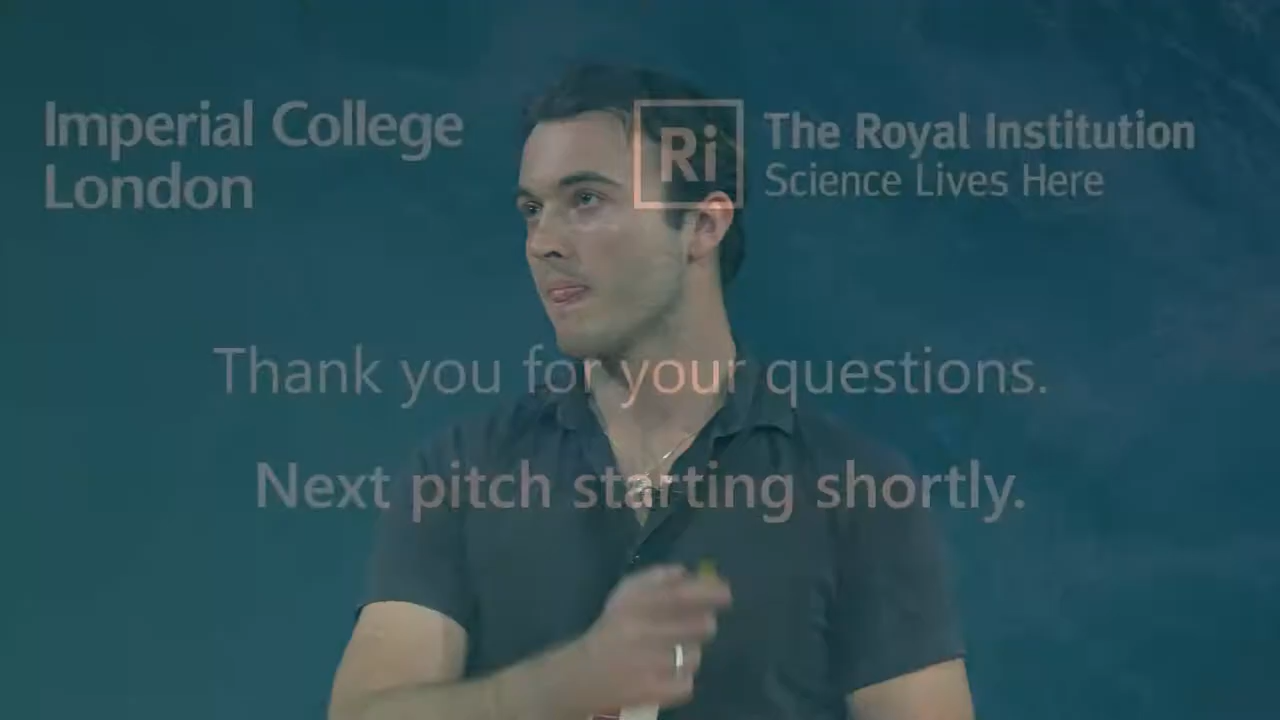 Imperial College
London
Ri
The Royal Institution
Science Lives Here
Thank you for your questions.
Next pitch starting shortly.